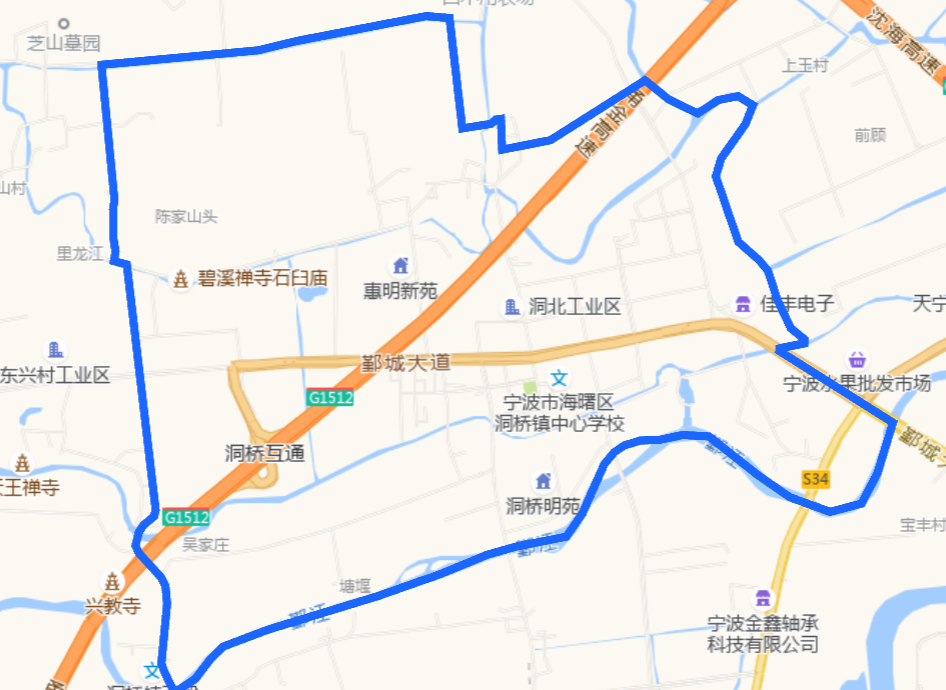 芝山墓园
沈海高速
上王村
甬金高速
前顾
山村
陈家山头
里龙江
碧溪禅寺石臼庙
惠明新苑
洞北工业区
佳丰电子
天宁
鄞城大道
东兴村工业区
宁波水果批发市场
G1512
宁波市海曙区
洞桥镇中心学校
鄞城大
洞桥互通
鄞江
S34
天王禅寺
洞桥明苑
G1512
宝丰村
吴家庄
鄞江
塘堰
兴教寺
鄞江
宁波金鑫轴承
科技有限公司